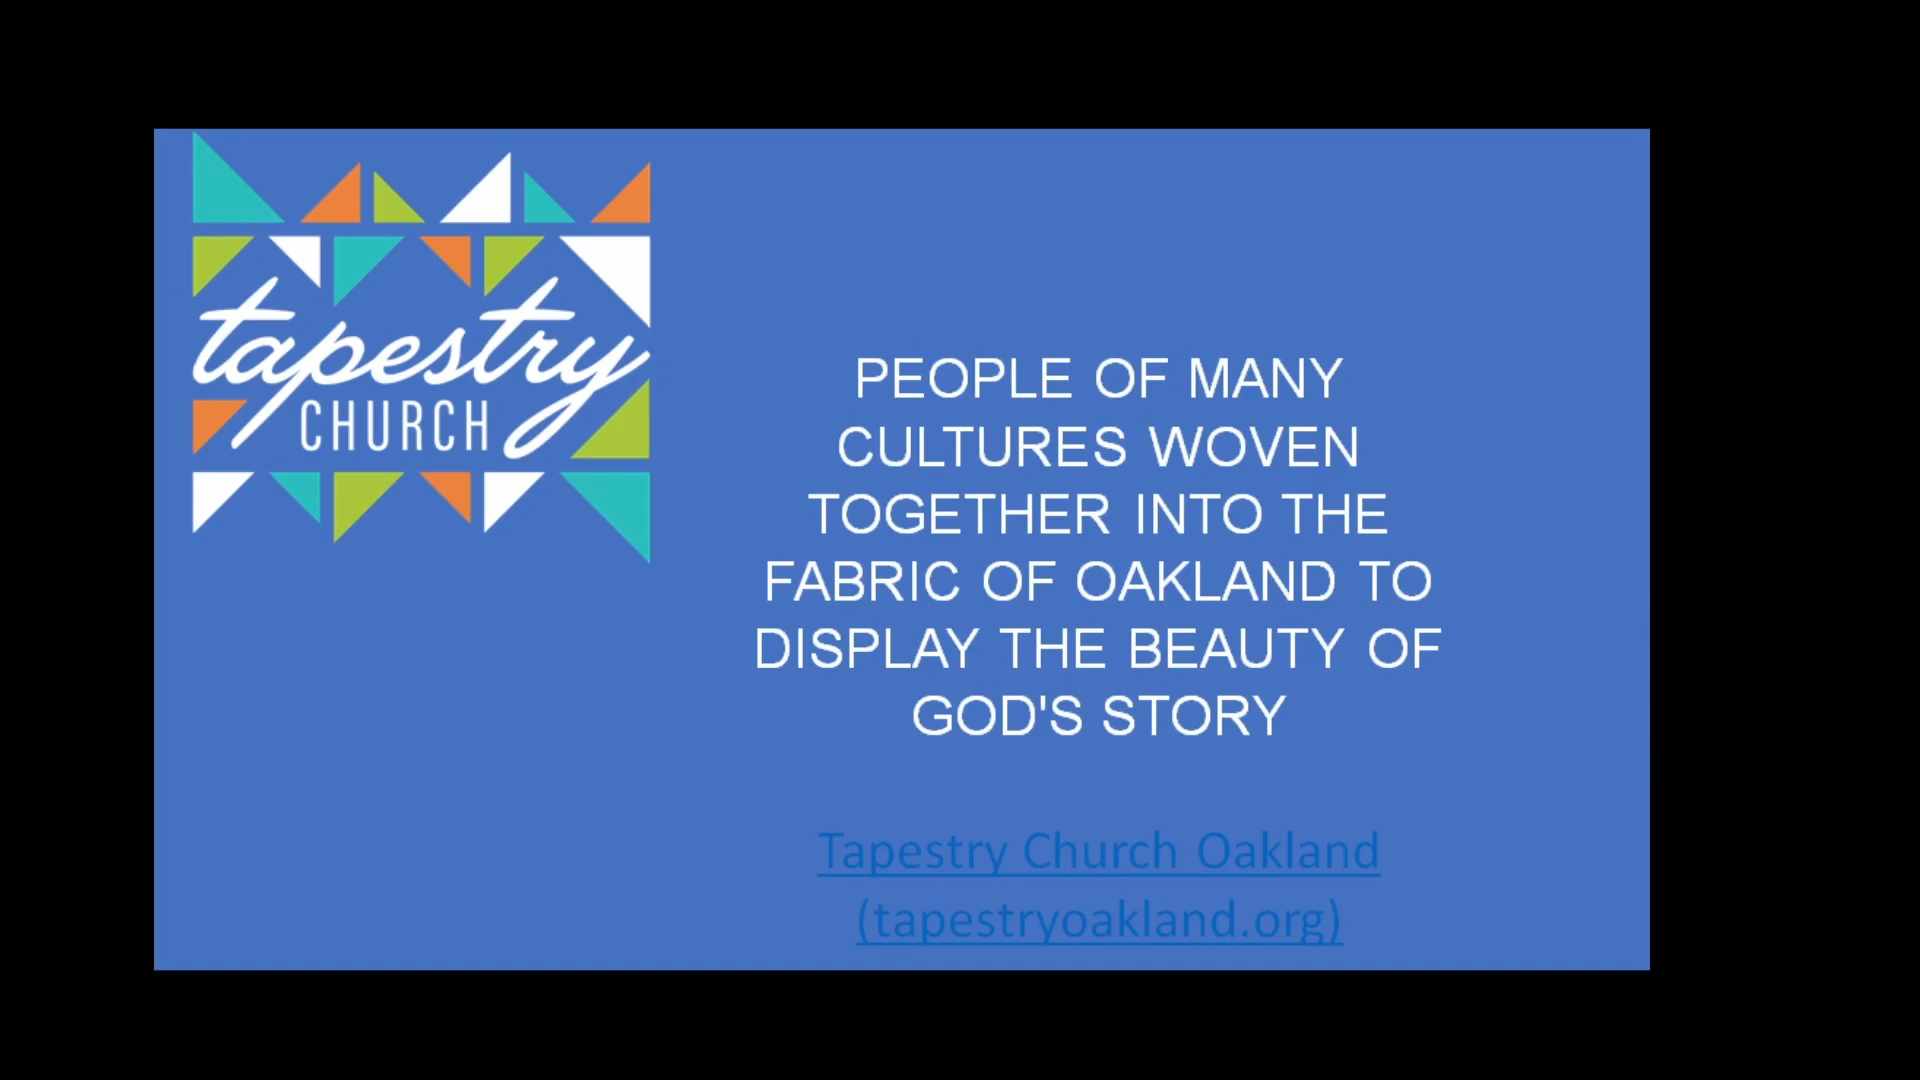 tapestry
CHURCH
PEOPLE OF MANY
CULTURES WOVEN
TOGETHER INTO THE
FABRIC OF OAKLAND TO
DISPLAY THE BEAUTY OF
GOD'S STORY
Tapestry Church Oakland
(tapestryoakland.org)